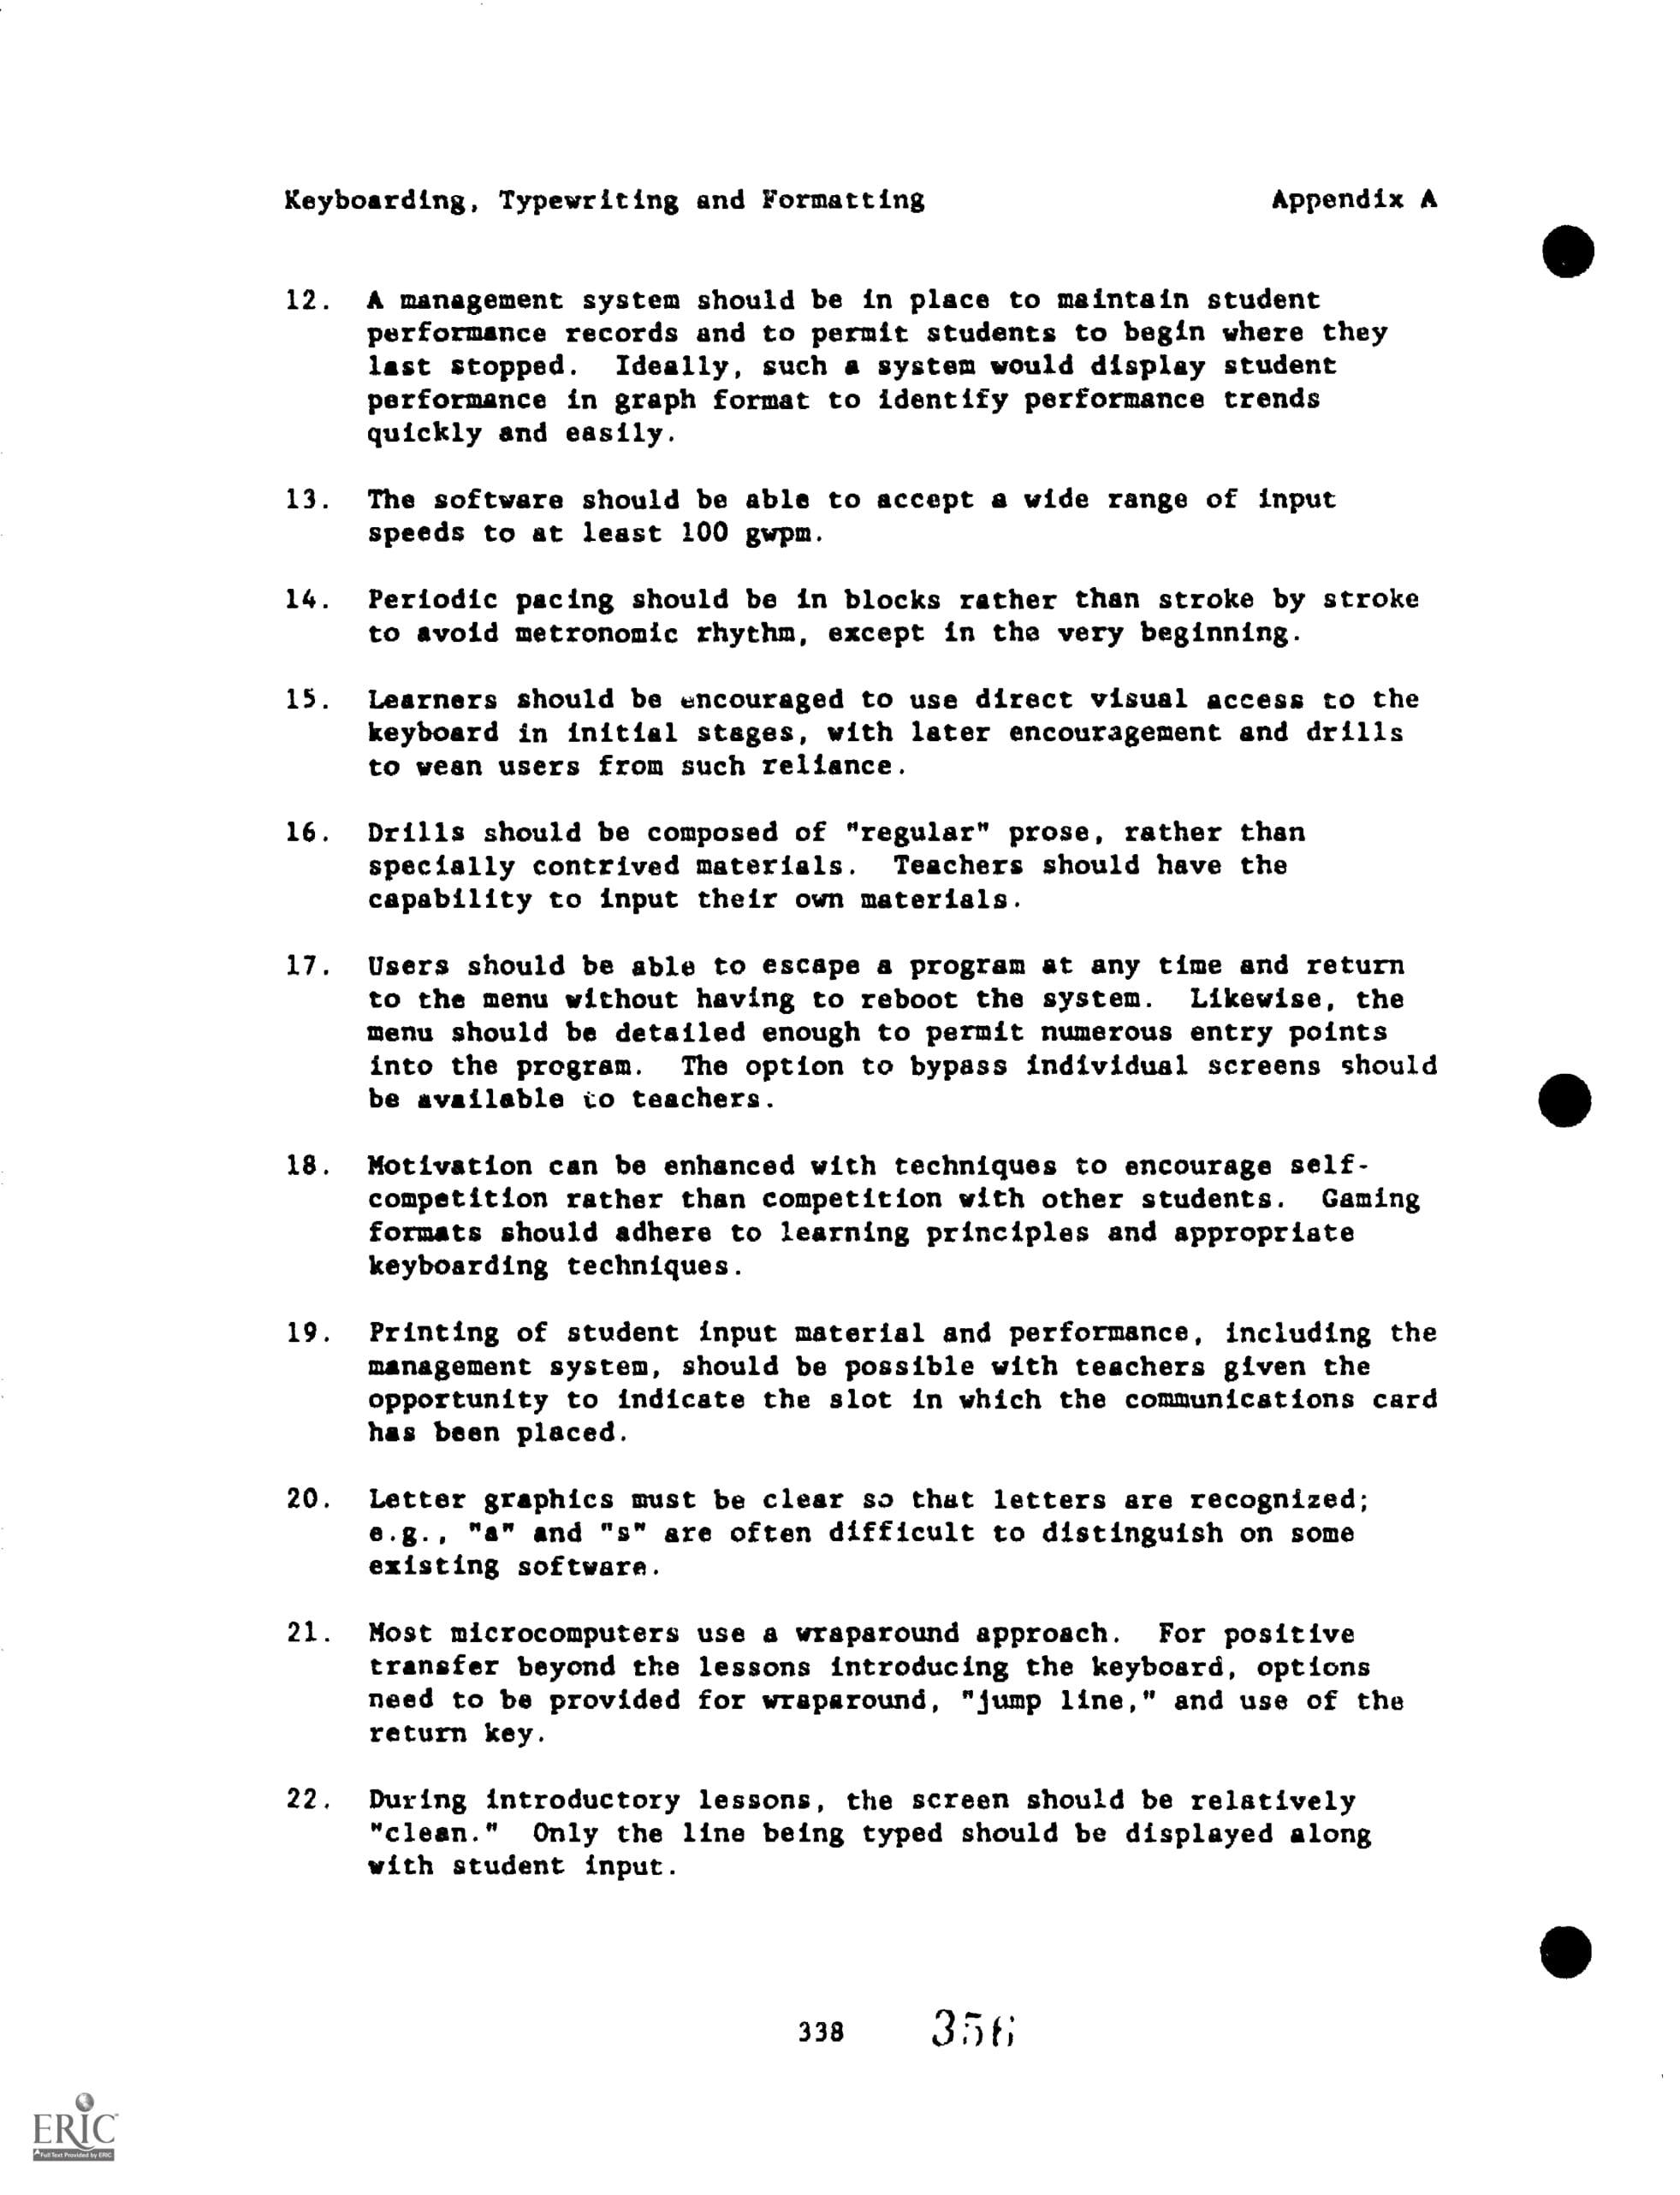 Keyboarding, Typewriting and Formatting Appendix A
12. A management system should be in place to maintain student
performance records and to permit students to begin where they
last stopped. Ideally, such a system would display student
performance in graph format to identify performance trends
quickly and easily.
13. The software should be able to accept a wide range of input
speeds to at least 100 gwpm.
14. Periodic pacing should be in blocks rather than stroke by stroke
to avoid metronomic rhythm, except in the very beginning.
15. Learners should be encouraged to use direct visual access to the
keyboard in initial stages, with later encouragement and drills
to wean users from such reliance.
16. Drills should be composed of "regular" prose, rather than
specially contrived materials. Teachers should have the
capability to input their own materials.
17. Users should be able to escape a program at any time and return
to the menu without having to reboot the system. Likewise, the
menu should be detailed enough to permit numerous entry points
into the program. The option to bypass individual screens should
be available to teachers.
18. Motivation can be enhanced with techniques to encourage self-
competition rather than competition with other students. Gaming
formats should adhere to learning principles and appropriate
keyboarding techniques.
19. Printing of student input material and performance, including the
management system, should be possible with teachers given the
opportunity to indicate the slot in which the communications card
has been placed.
20. Letter graphics must be clear so that letters are recognized;
e.g., "a" and "s" are often difficult to distinguish on some
existing software.
21. Most microcomputers use a wraparound approach. For positive
transfer beyond the lessons introducing the keyboard, options
need to be provided for wraparound, "jump line," and use of the
return key.
22. During introductory lessons, the screen should be relatively
"clean." Only the line being typed should be displayed along
with student input.
338 356
ERIC
Full Text Provided by ERIC